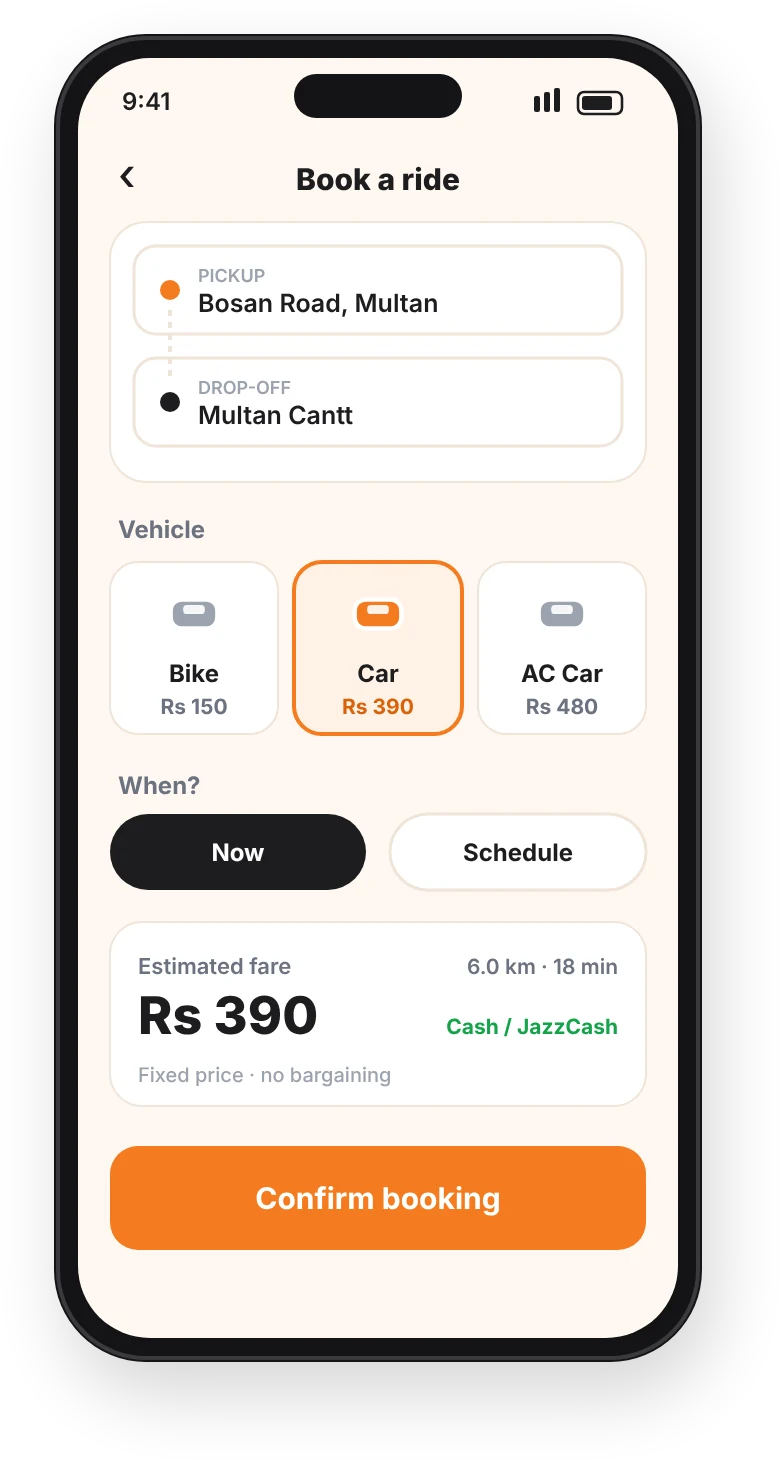 9:41
‹
Book a ride
PICKUP
Bosan Road, Multan
DROP-OFF
Multan Cantt
Vehicle
Bike
Rs 150
Car
Rs 390
AC Car
Rs 480
When?
Now
Schedule
Estimated fare
6.0 km · 18 min
Rs 390
Cash / JazzCash
Fixed price · no bargaining
Confirm booking